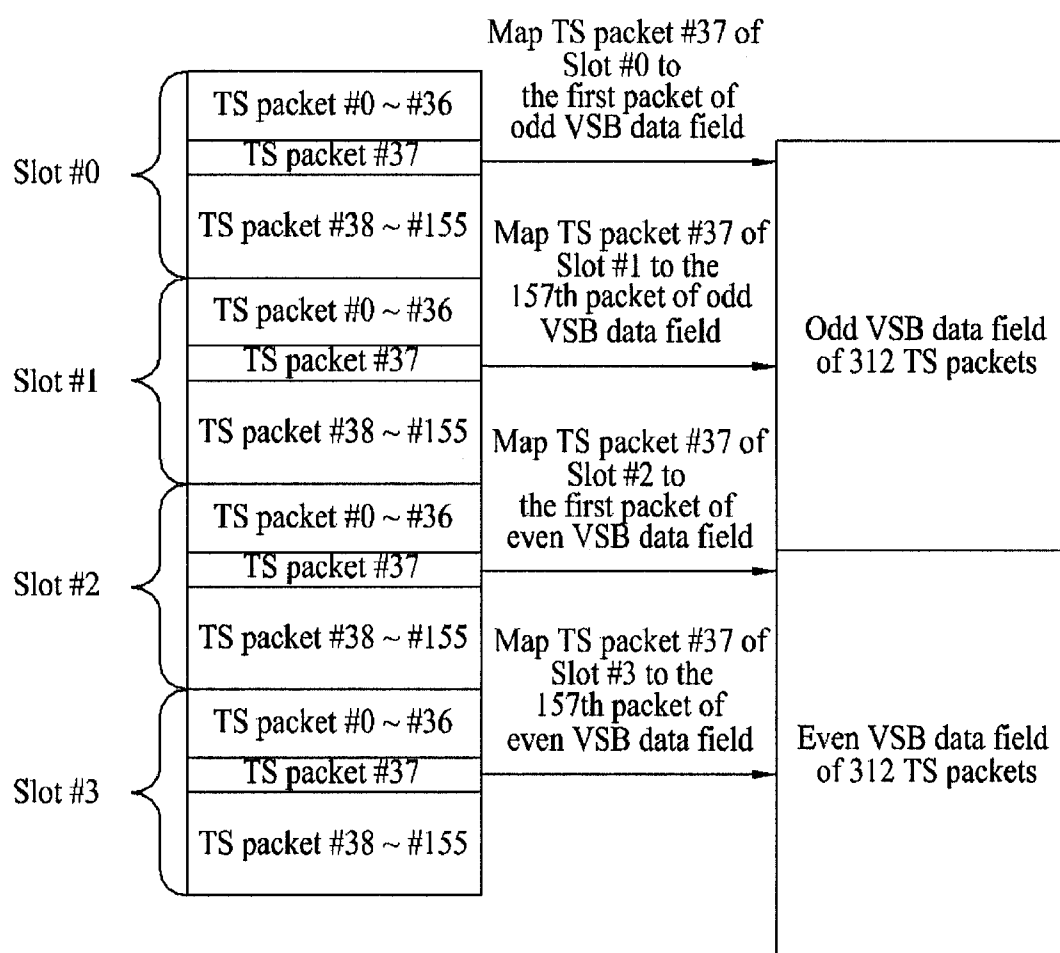 Slot #0
TS packet #0 ~ #36
TS packet #37
TS packet #38 ~ #155
Slot #1
TS packet #0 ~ #36
TS packet #37
TS packet #38 ~ #155
Slot #2
TS packet #0 ~ #36
TS packet #37
TS packet #38 ~ #155
Slot #3
TS packet #0 ~ #36
TS packet #37
TS packet #38 ~ #155
Map TS packet #37 of
Slot #0 to
the first packet of
odd VSB data field
Map TS packet #37 of
Slot #1 to the
157th packet of odd
VSB data field
Map TS packet #37 of
Slot #2 to
the first packet of
even VSB data field
Map TS packet #37 of
Slot #3 to the
157th packet of
even VSB data field
Odd VSB data field
of 312 TS packets
Even VSB data field
of 312 TS packets